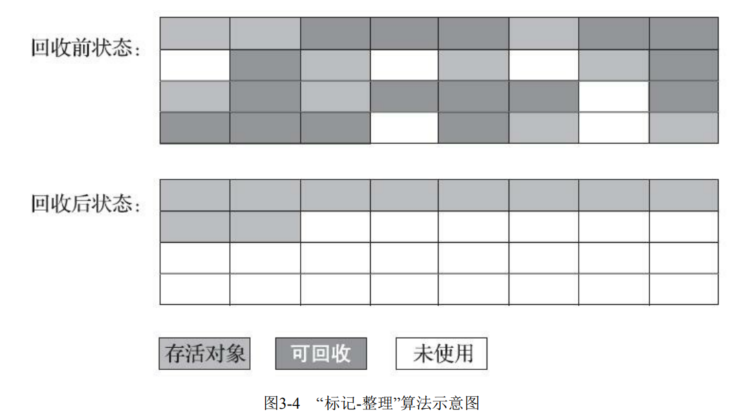 回收前状态:
回收后状态:
存活对象
可回收
未使用
图3-4 “标记-整理”算法示意图